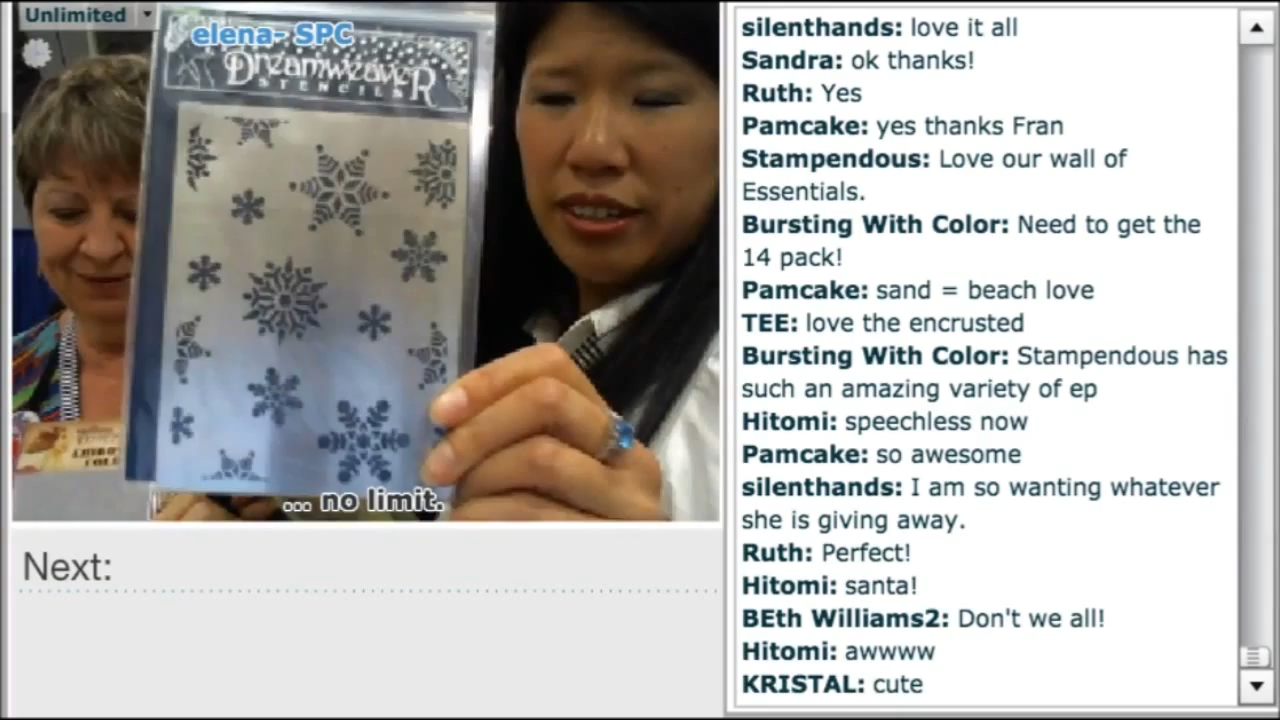 Unlimited
elena- SPC
Dreamweaver
STENCILS
... no limit.
Next:
silenthands: love it all
Sandra: ok thanks!
Ruth: Yes
Pamcake: yes thanks Fran
Stampendous: Love our wall of
Essentials.
Bursting With Color: Need to get the
14 pack!
Pamcake: sand = beach love
TEE: love the encrusted
Bursting With Color: Stampendous has
such an amazing variety of ep
Hitomi: speechless now
Pamcake: so awesome
silenthands: I am so wanting whatever
she is giving away.
Ruth: Perfect!
Hitomi: santa!
BEth Williams2: Don't we all!
Hitomi: awwww
KRISTAL: cute